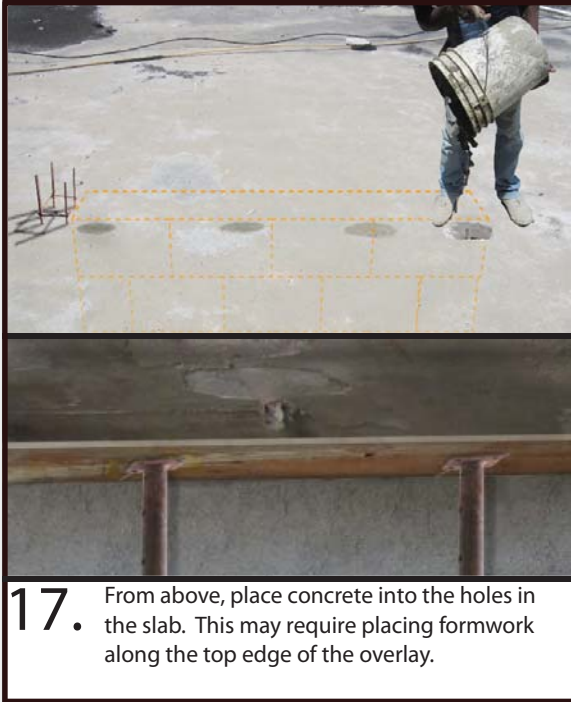 17. From above, place concrete into the holes in
the slab. This may require placing formwork
along the top edge of the overlay.